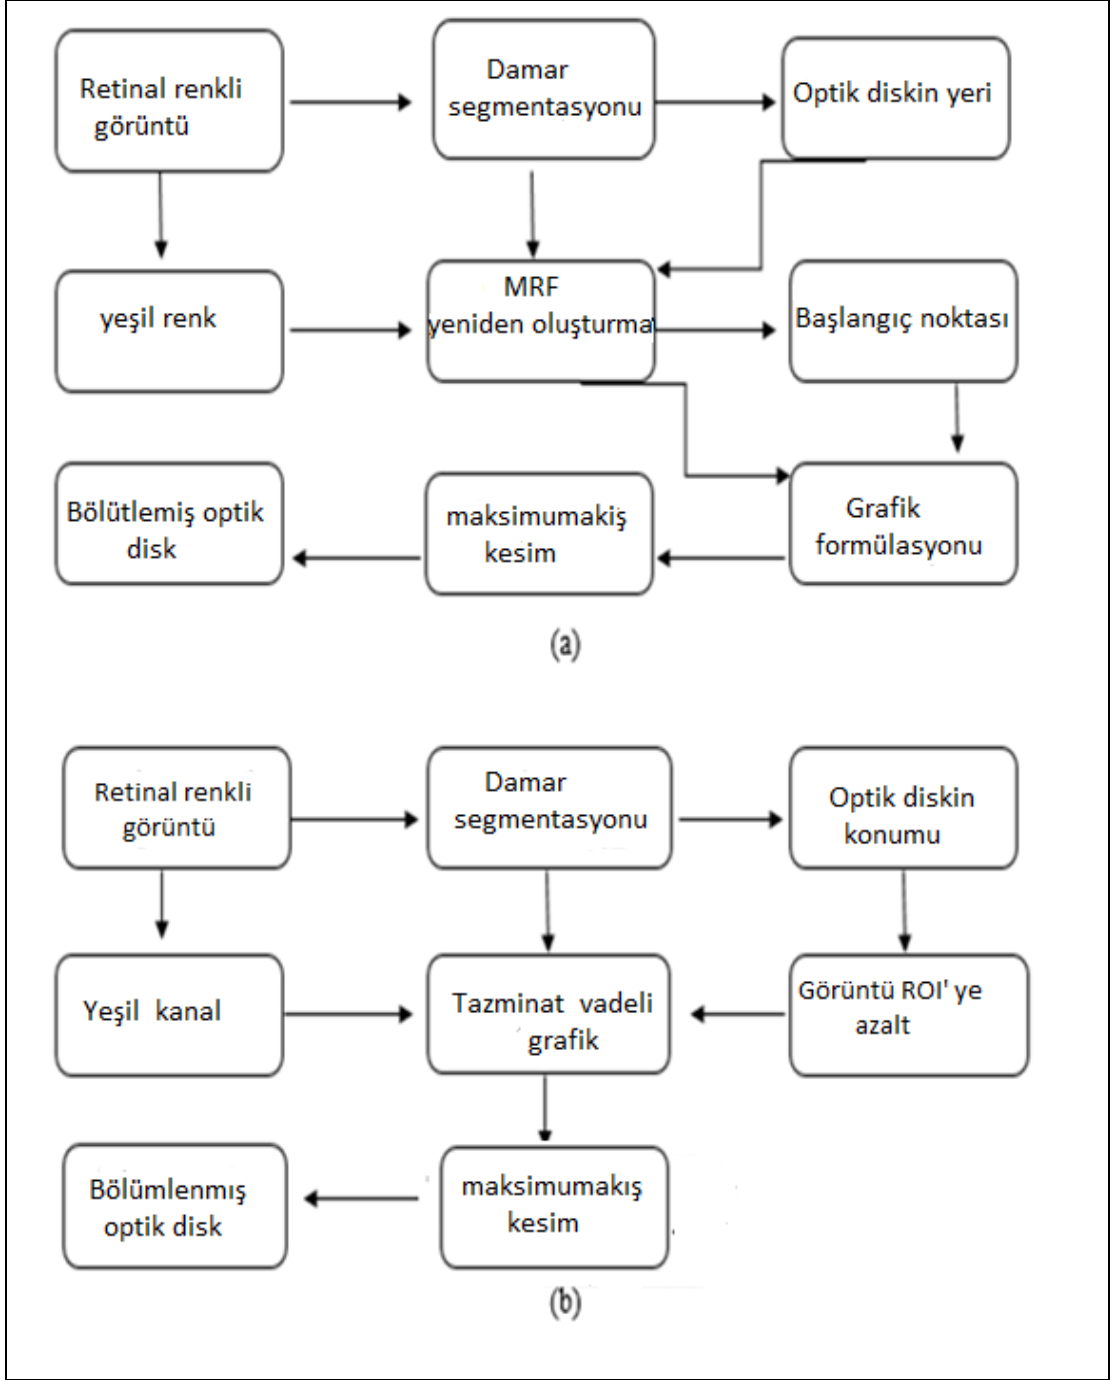 Retinal renkli
görüntü
Damar
segmentasyonu
Optik diskin yeri
yeşil renk
MRF
yeniden oluşturma
Başlangıç noktası
Bölütlemiş optik
disk
maksimumakiş
kesim
Grafik
formülasyonu
(a)
Retinal renkli
görüntü
Damar
segmentasyonu
Optik diskin
konumu
Yeşil kanal
Tazminat vadeli
grafik
Görüntü ROI' ye
azalt
Bölümlenmış
optik disk
maksimumakış
kesim
(b)